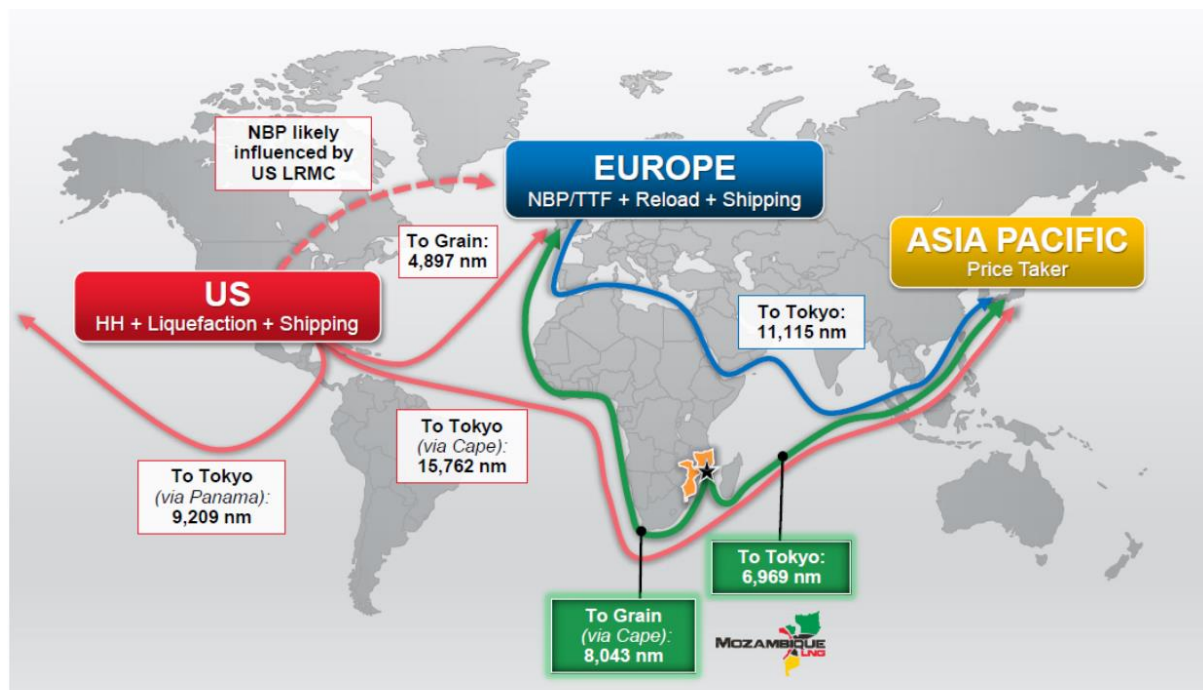 NBP likely
influenced by
US LRMC
EUROPE
NBP/TTF + Reload + Shipping
To Grain:
4,897 nm
ASIA PACIFIC
Price Taker
US
HH + Liquefaction + Shipping
To Tokyo:
11,115 nm
To Tokyo
(via Cape):
15,762 nm
To Tokyo
(via Panama):
9,209 nm
To Tokyo:
6,969 nm
To Grain
(via Cape):
8,043 nm
MOZAMBIQUE
LNG